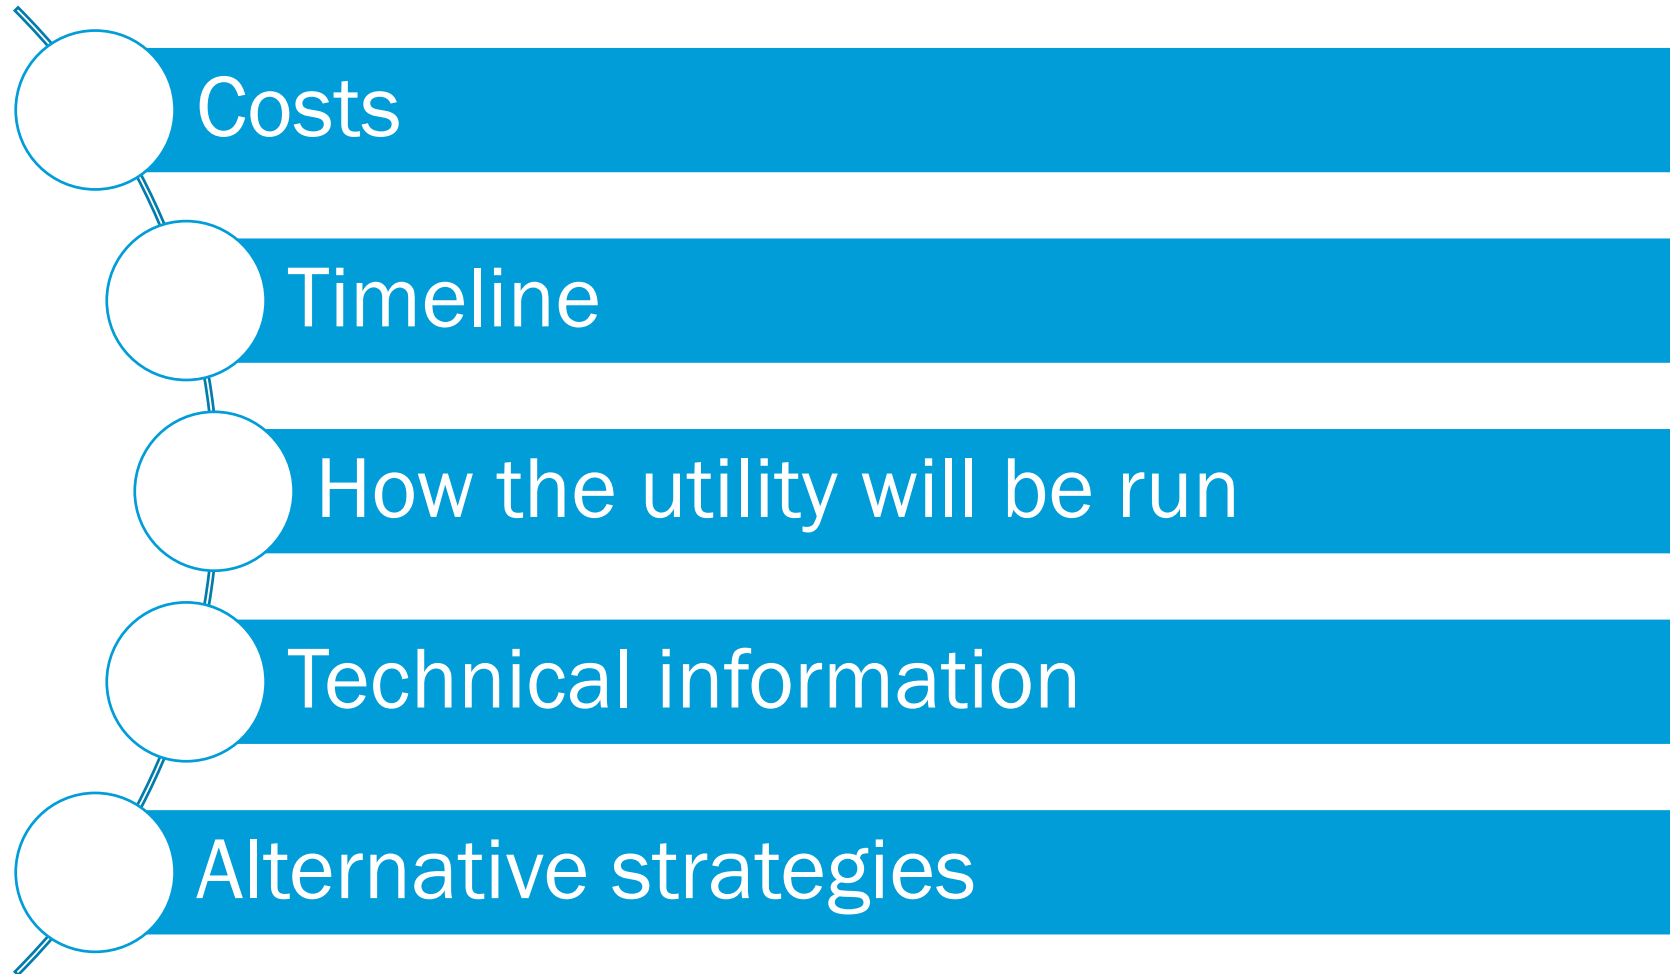 Costs
Timeline
How the utility will be run
Technical information
Alternative strategies